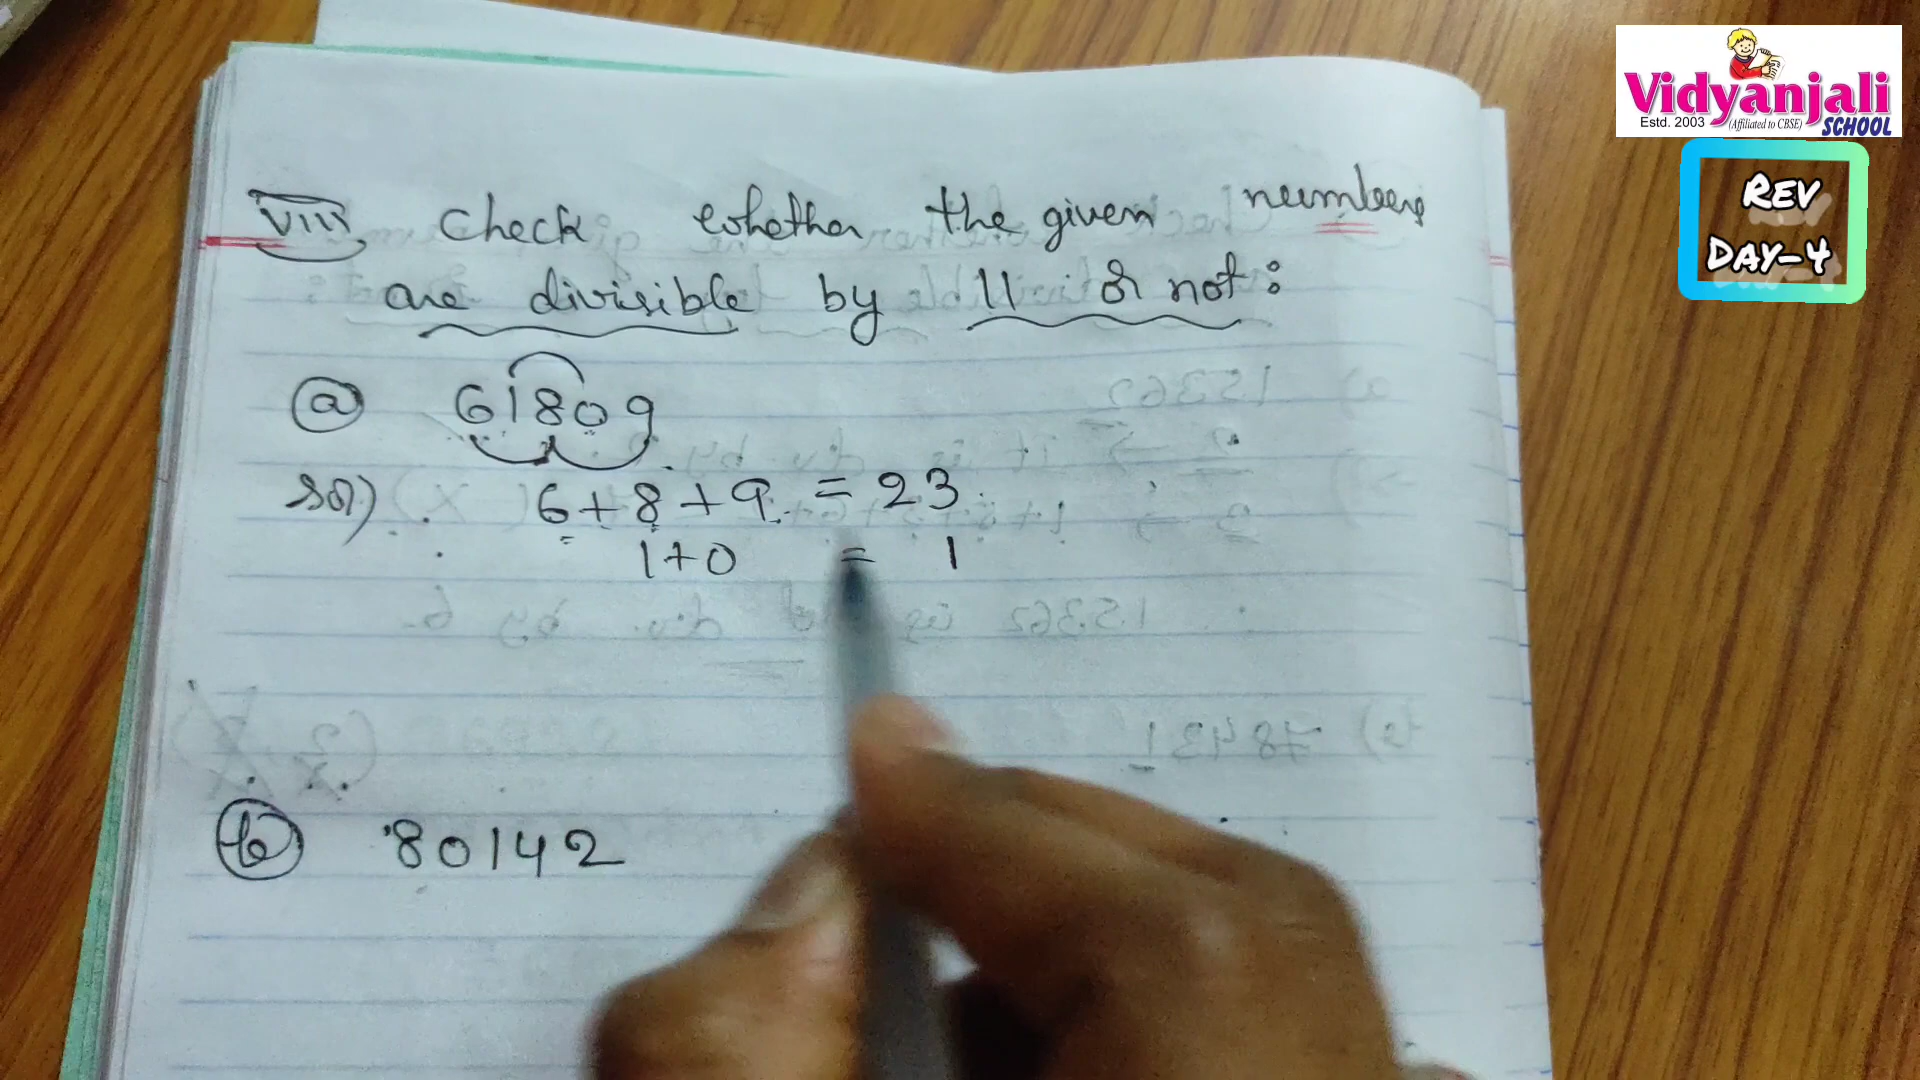 VIII Check whether the given numbers
are divisible by 11 or not:
(a) 61809
Sol) 6+8+9 = 23
1+0 = 1
(b) 80142
Vidyanjali
Estd. 2003 (Affiliated to CBSE) SCHOOL
REV
DAY-4